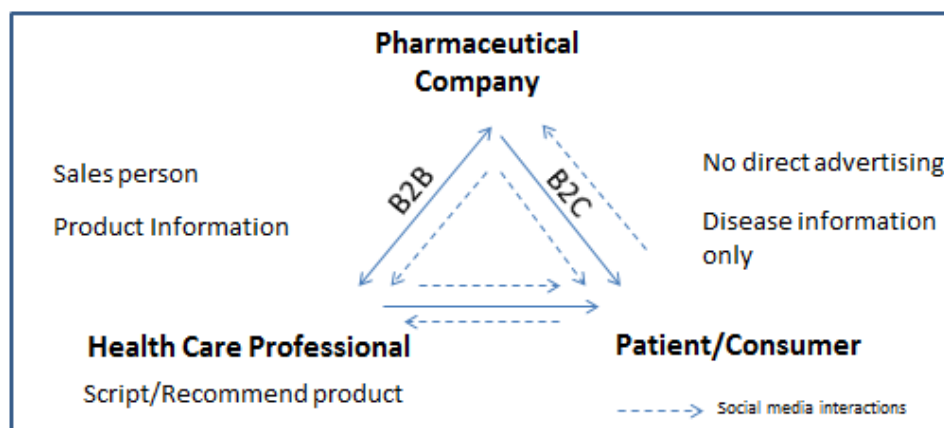 Pharmaceutical
Company
Sales person
Product Information
B2B
B2C
No direct advertising
Disease information
only
Health Care Professional
Script/Recommend product
Patient/Consumer
Social media interactions